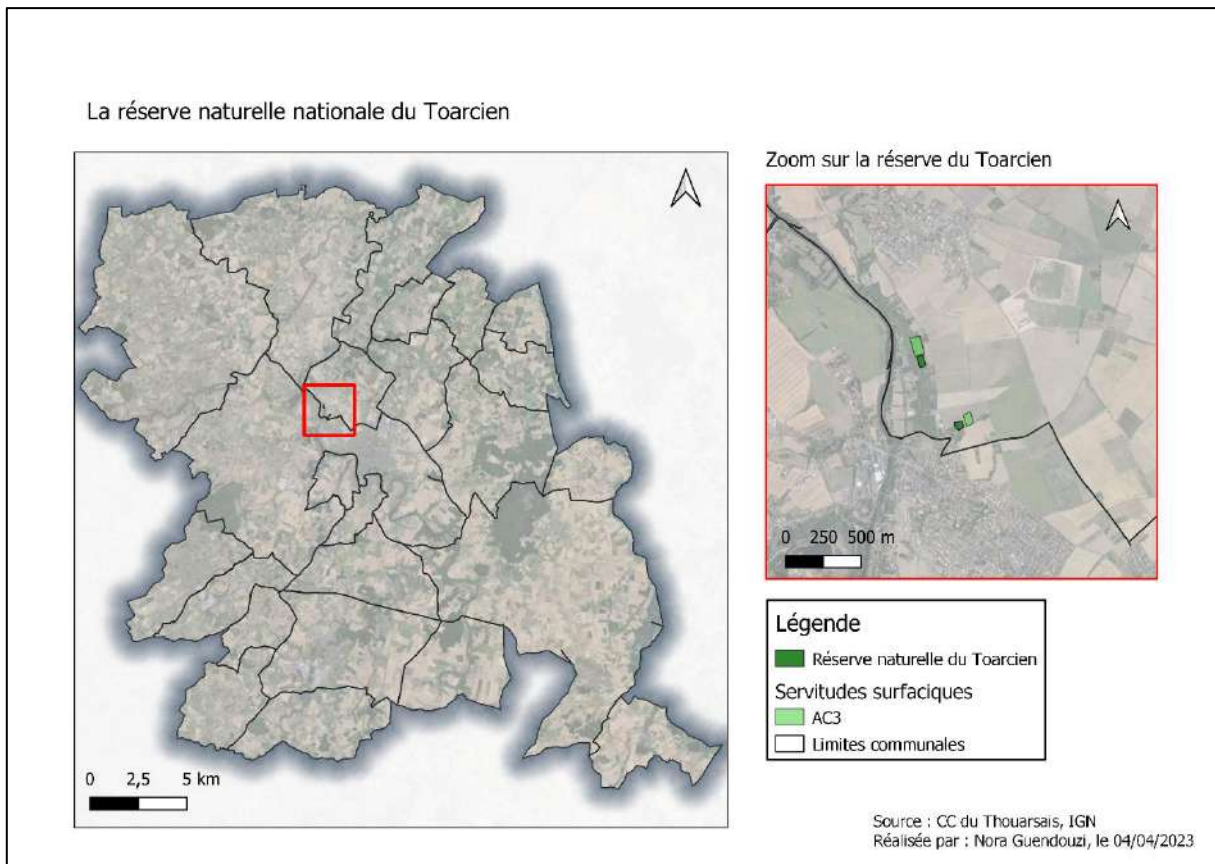 La réserve naturelle nationale du Toarcien
0 2,5 5 km
Zoom sur la réserve du Toarcien
0 250 500 m
Légende
Réserve naturelle du Toarcien
Servitudes surfaciques
AC3
Limites communales
Source : CC du Thouarsais, IGN
Réalisée par : Nora Guendouzi, le 04/04/2023